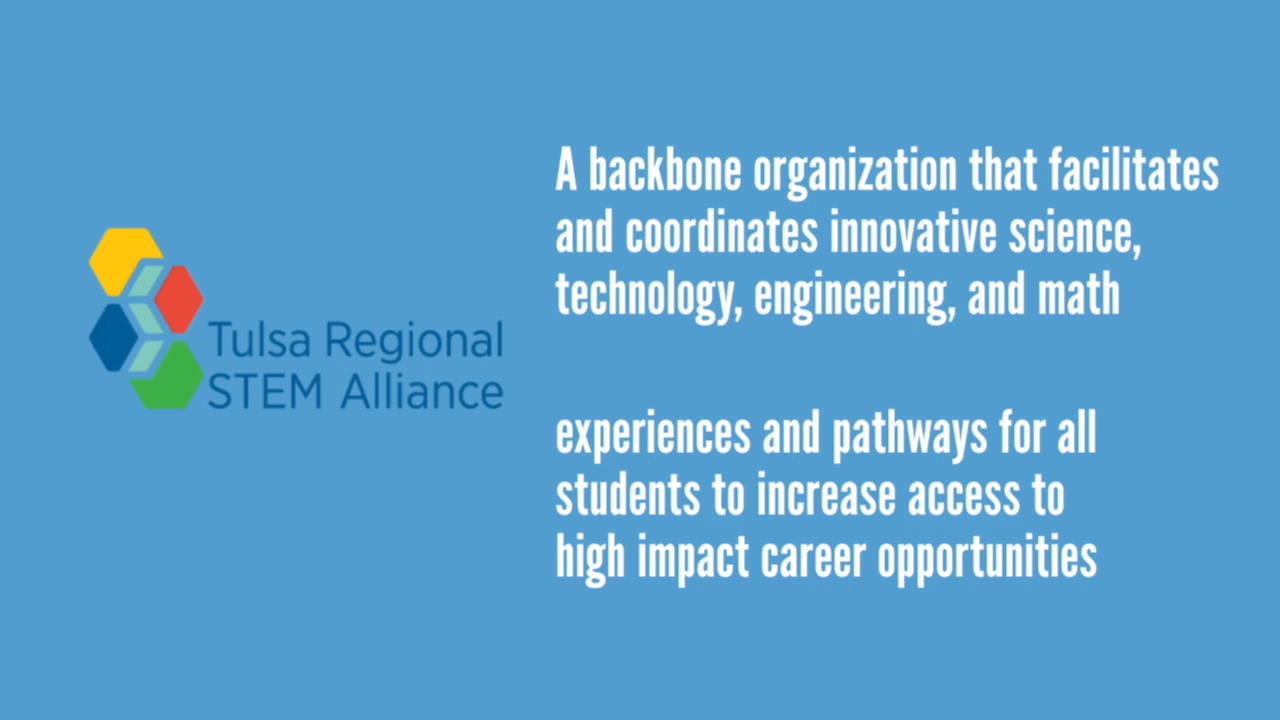 Tulsa Regional
STEM Alliance
A backbone organization that facilitates
and coordinates innovative science,
technology, engineering, and math
experiences and pathways for all
students to increase access to
high impact career opportunities